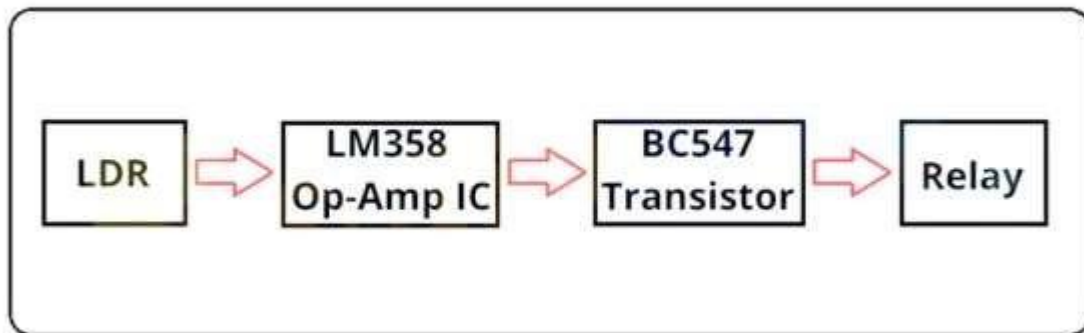 LDR
LM358
Op-Amp IC
BC547
Transistor
Relay